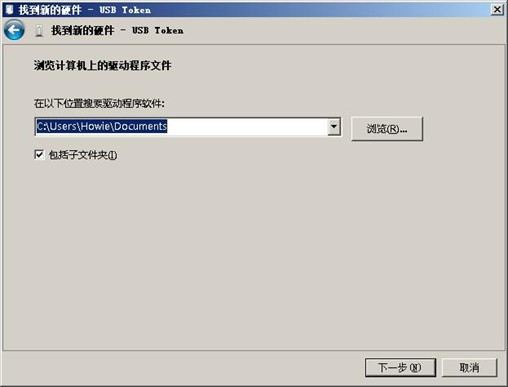 找到新的硬件 - USB Token
找到新的硬件 - USB Token
浏览计算机上的驱动程序文件
在以下位置搜索驱动程序软件:
C:\Users\Howie\Documents
浏览(R)...
包括子文件夹(I)
下一步(N)
取消